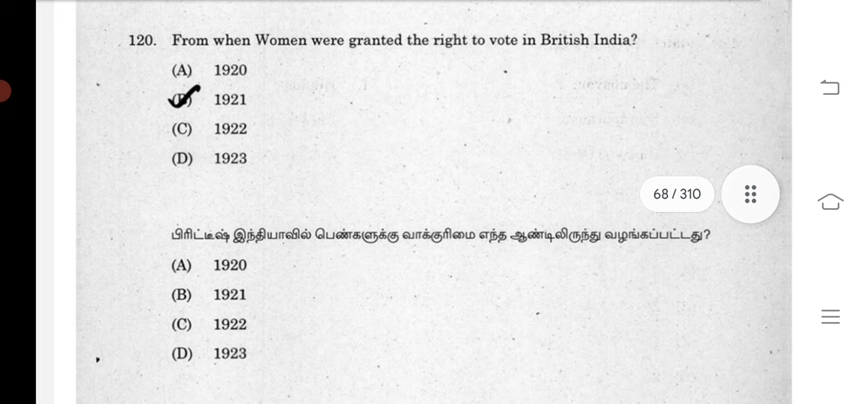 120. From when Women were granted the right to vote in British India?
(A) 1920
(B) 1921
(C) 1922
(D) 1923
68 / 310
பிரிட்டிஷ் இந்தியாவில் பெண்களுக்கு வாக்குரிமை எந்த ஆண்டிலிருந்து வழங்கப்பட்டது?
(A) 1920
(B) 1921
(C) 1922
(D) 1923